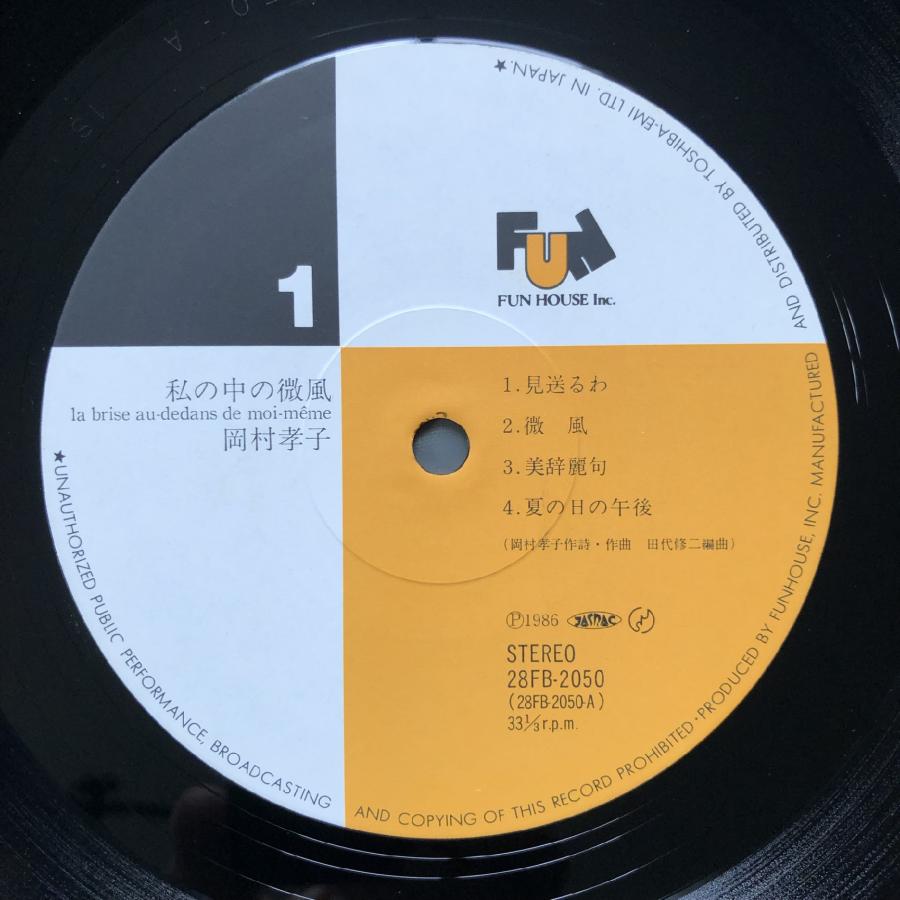 1
FUN
FUN HOUSE Inc.
私の中の微風
la brise au-dedans de moi-même
岡村孝子
1.見送るわ
2.微　風
3.美辞麗句
4.夏の日の午後
(岡村孝子作詩・作曲　田代修二編曲)
Ⓟ1986 JASRAC
STEREO
28FB-2050
(28FB-2050-A)
33⅓r.p.m.
★UNAUTHORIZED PUBLIC PERFORMANCE, BROADCASTING AND COPYING OF THIS RECORD PROHIBITED・PRODUCED BY FUNHOUSE, INC. MANUFACTURED AND DISTRIBUTED BY TOSHIBA-EMI LTD. IN JAPAN.★